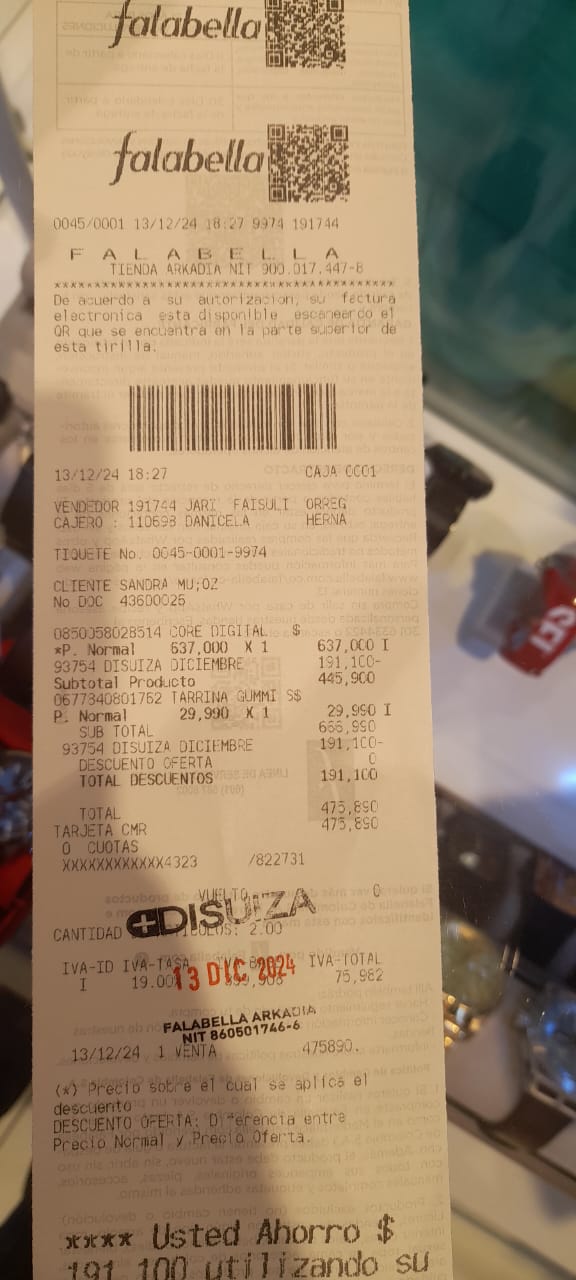 falabella
falabella
0045/0001 13/12/24 18:27 9974 191744
F A L A B E L L A
TIENDA ARKADIA NIT 900.017.447-8
****************************************
De acuerdo a su autorizacion, su factura
electronica esta disponible escaneando el
QR que se encuentra en la parte superior de
esta tirilla.
13/12/24 18:27 CAJA 0001
VENDEDOR 191744 JARI FAISULI ORREG
CAJERO : 110698 DANIELA HERNA
TIQUETE No. 0045-0001-9974
CLIENTE SANDRA MU;OZ
No DOC 43600025
0850058028514 CORE DIGITAL $
*P. Normal 637,000 X 1 637,000 I
93754 DISUIZA DICIEMBRE 191,100-
Subtotal Producto 445,900
0677340801762 TARRINA GUMMI S$
P. Normal 29,990 X 1 29,990 I
SUB TOTAL 666,990
93754 DISUIZA DICIEMBRE 191,100-
DESCUENTO OFERTA 0
TOTAL DESCUENTOS 191,100
TOTAL 475,890
TARJETA CMR 475,890
0 CUOTAS
XXXXXXXXXXXX4323 /822731
VUELTO 0
DISUIZA
CANTIDAD 2.00
IVA-ID IVA-TASA IVA-TOTAL
I 19.00 75,982
13 DIC 2024
FALABELLA ARKADIA
NIT 860501746-6
13/12/24 1 VENTA 475890.
(*) Precio sobre el cual se aplica el
descuento
DESCUENTO OFERTA: Diferencia entre
Precio Normal y Precio Oferta.
**** Usted Ahorro $
191,100 utilizando su